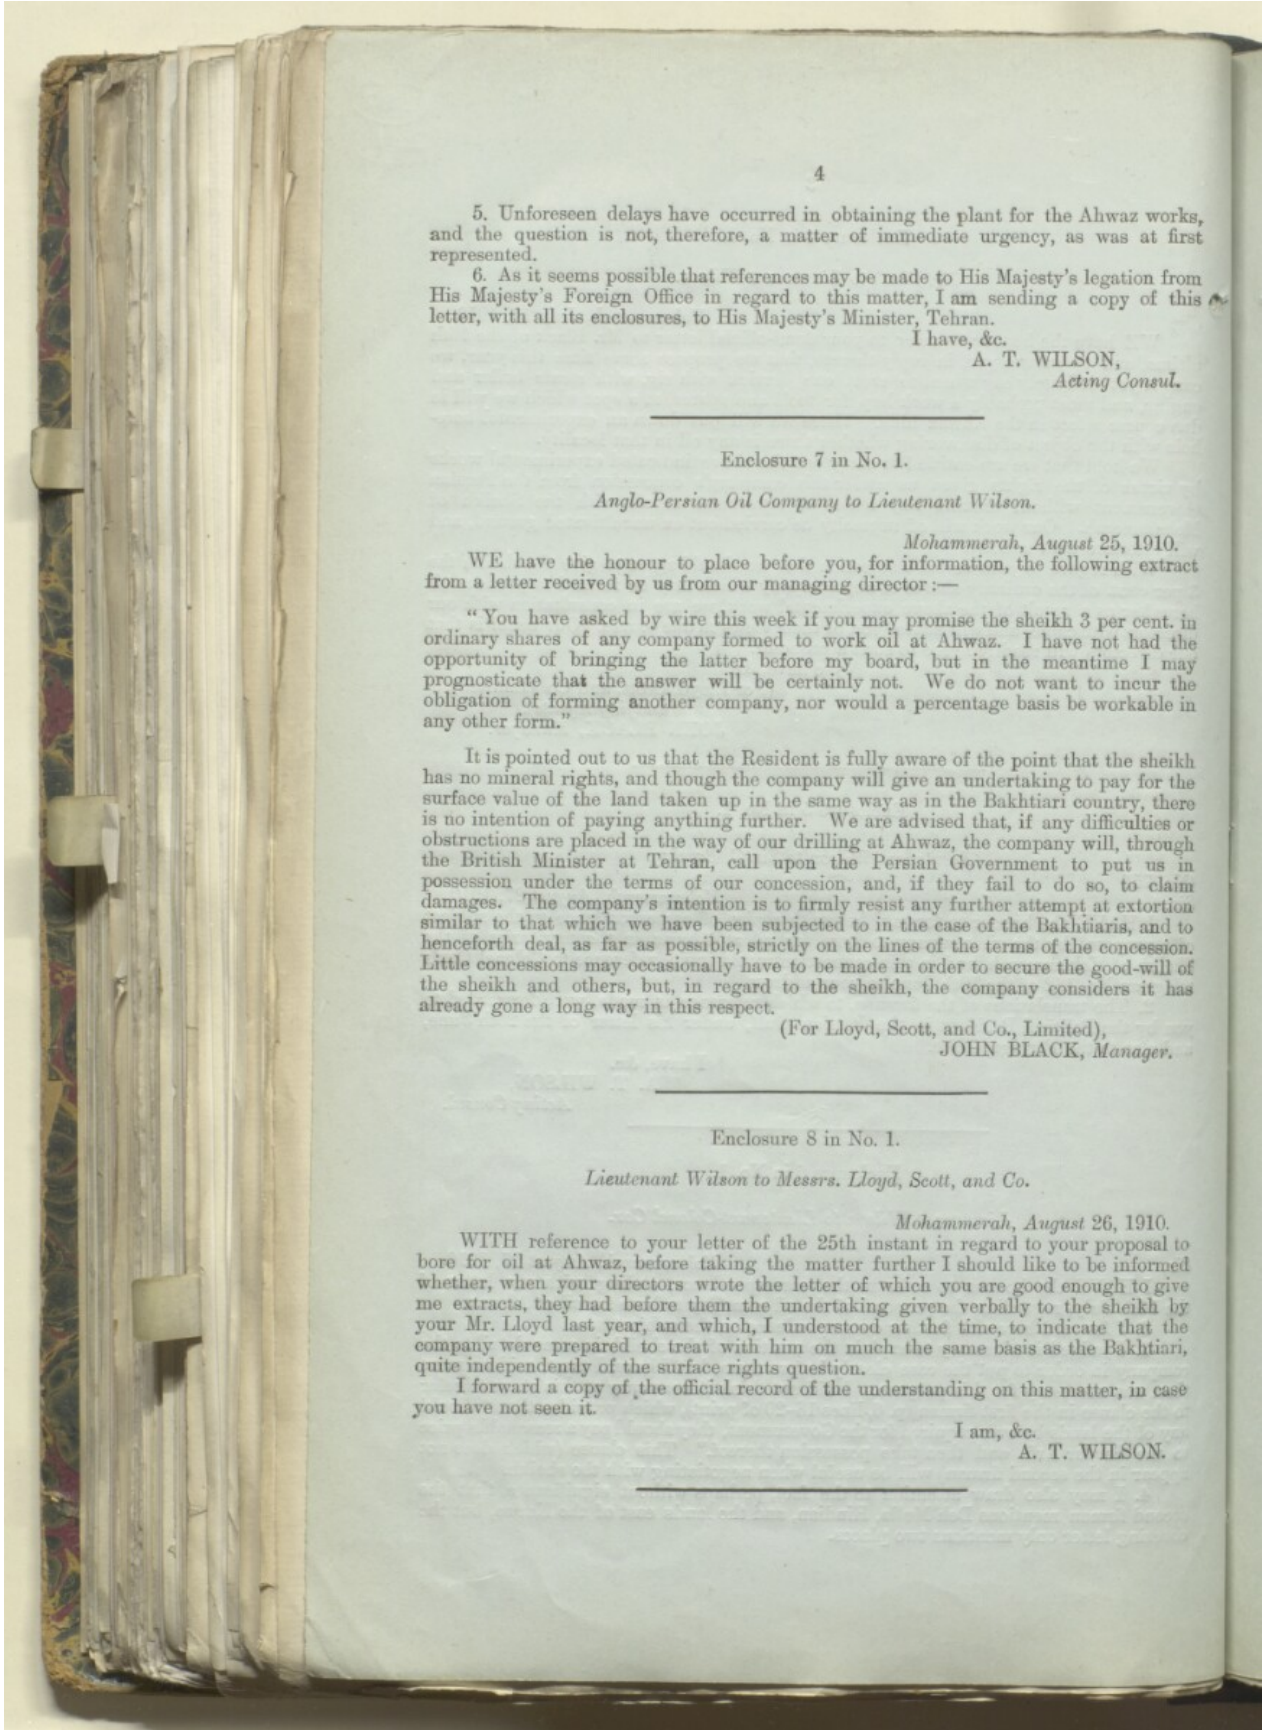 4
5. Unforeseen delays have occurred in obtaining the plant for the Ahwaz works,
and the question is not, therefore, a matter of immediate urgency, as was at first
represented.
6. As it seems possible that references may be made to His Majesty's legation from
His Majesty's Foreign Office in regard to this matter, I am sending a copy of this
letter, with all its enclosures, to His Majesty's Minister, Tehran.
I have, &c.
A. T. WILSON,
Acting Consul.
Enclosure 7 in No. 1.
Anglo-Persian Oil Company to Lieutenant Wilson.
Mohammerah, August 25, 1910.
WE have the honour to place before you, for information, the following extract
from a letter received by us from our managing director :—
"You have asked by wire this week if you may promise the sheikh 3 per cent. in
ordinary shares of any company formed to work oil at Ahwaz. I have not had the
opportunity of bringing the latter before my board, but in the meantime I may
prognosticate that the answer will be certainly not. We do not want to incur the
obligation of forming another company, nor would a percentage basis be workable in
any other form."
It is pointed out to us that the Resident is fully aware of the point that the sheikh
has no mineral rights, and though the company will give an undertaking to pay for the
surface value of the land taken up in the same way as in the Bakhtiari country, there
is no intention of paying anything further. We are advised that, if any difficulties or
obstructions are placed in the way of our drilling at Ahwaz, the company will, through
the British Minister at Tehran, call upon the Persian Government to put us in
possession under the terms of our concession, and, if they fail to do so, to claim
damages. The company's intention is to firmly resist any further attempt at extortion
similar to that which we have been subjected to in the case of the Bakhtiaris, and to
henceforth deal, as far as possible, strictly on the lines of the terms of the concession.
Little concessions may occasionally have to be made in order to secure the good-will of
the sheikh and others, but, in regard to the sheikh, the company considers it has
already gone a long way in this respect.
(For Lloyd, Scott, and Co., Limited),
JOHN BLACK, Manager.
Enclosure 8 in No. 1.
Lieutenant Wilson to Messrs. Lloyd, Scott, and Co.
Mohammerah, August 26, 1910.
WITH reference to your letter of the 25th instant in regard to your proposal to
bore for oil at Ahwaz, before taking the matter further I should like to be informed
whether, when your directors wrote the letter of which you are good enough to give
me extracts, they had before them the undertaking given verbally to the sheikh by
your Mr. Lloyd last year, and which, I understood at the time, to indicate that the
company were prepared to treat with him on much the same basis as the Bakhtiari,
quite independently of the surface rights question.
I forward a copy of the official record of the understanding on this matter, in case
you have not seen it.
I am, &c.
A. T. WILSON.